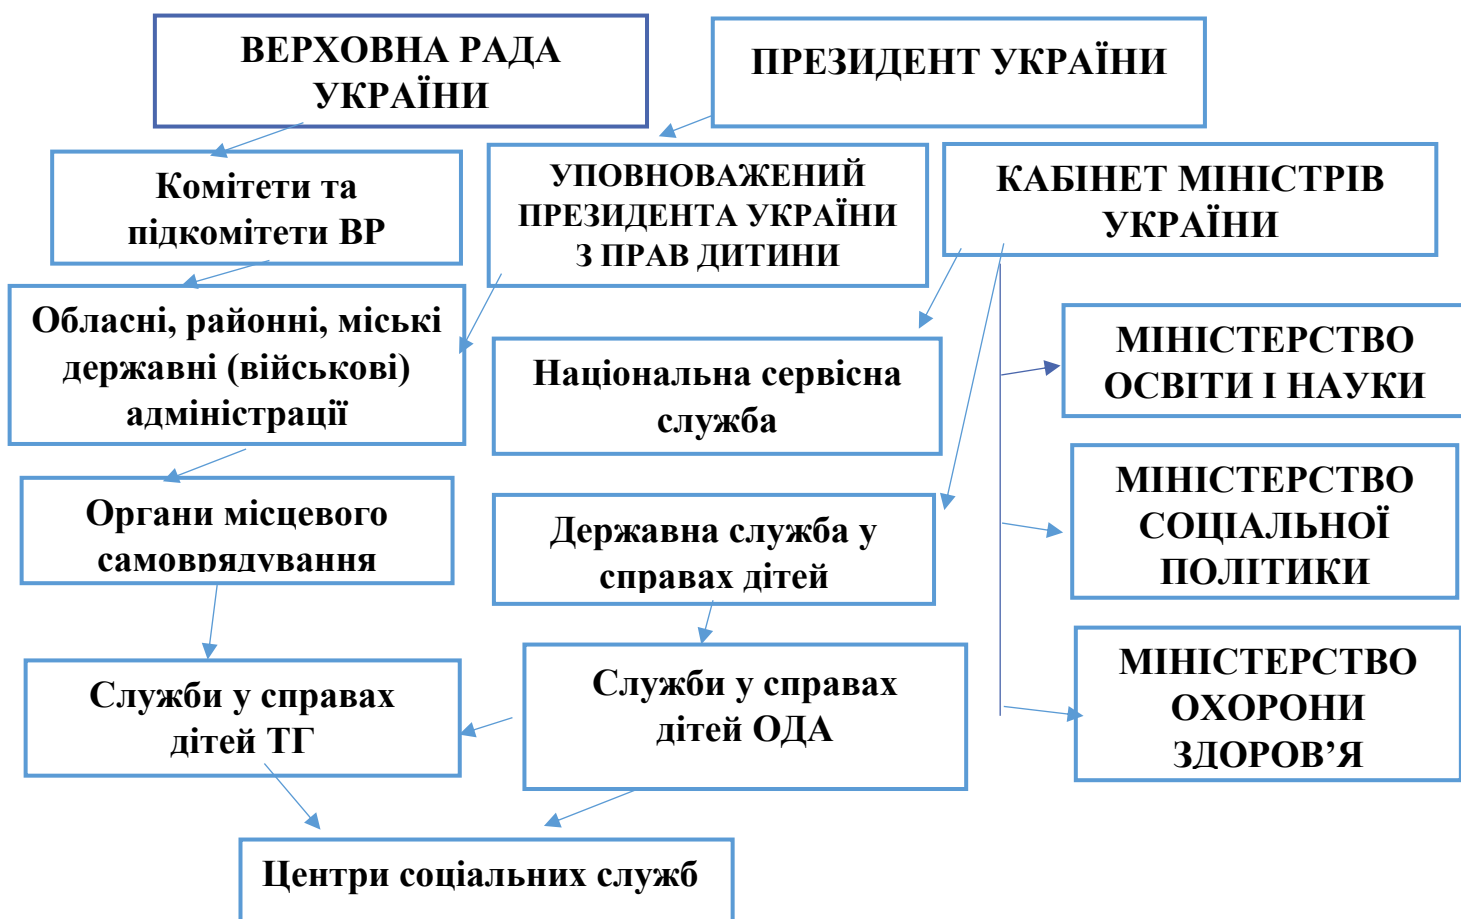 ВЕРХОВНА РАДА
УКРАЇНИ
ПРЕЗИДЕНТ УКРАЇНИ
Комітети та
підкомітети ВР
УПОВНОВАЖЕНИЙ
ПРЕЗИДЕНТА УКРАЇНИ
З ПРАВ ДИТИНИ
КАБІНЕТ МІНІСТРІВ
УКРАЇНИ
Обласні, районні, міські
державні (військові)
адміністрації
Національна сервісна
служба
МІНІСТЕРСТВО
ОСВІТИ І НАУКИ
Органи місцевого
самоврядування
Державна служба у
справах дітей
МІНІСТЕРСТВО
СОЦІАЛЬНОЇ
ПОЛІТИКИ
Служби у справах
дітей ТГ
Служби у справах
дітей ОДА
МІНІСТЕРСТВО
ОХОРОНИ
ЗДОРОВ’Я
Центри соціальних служб